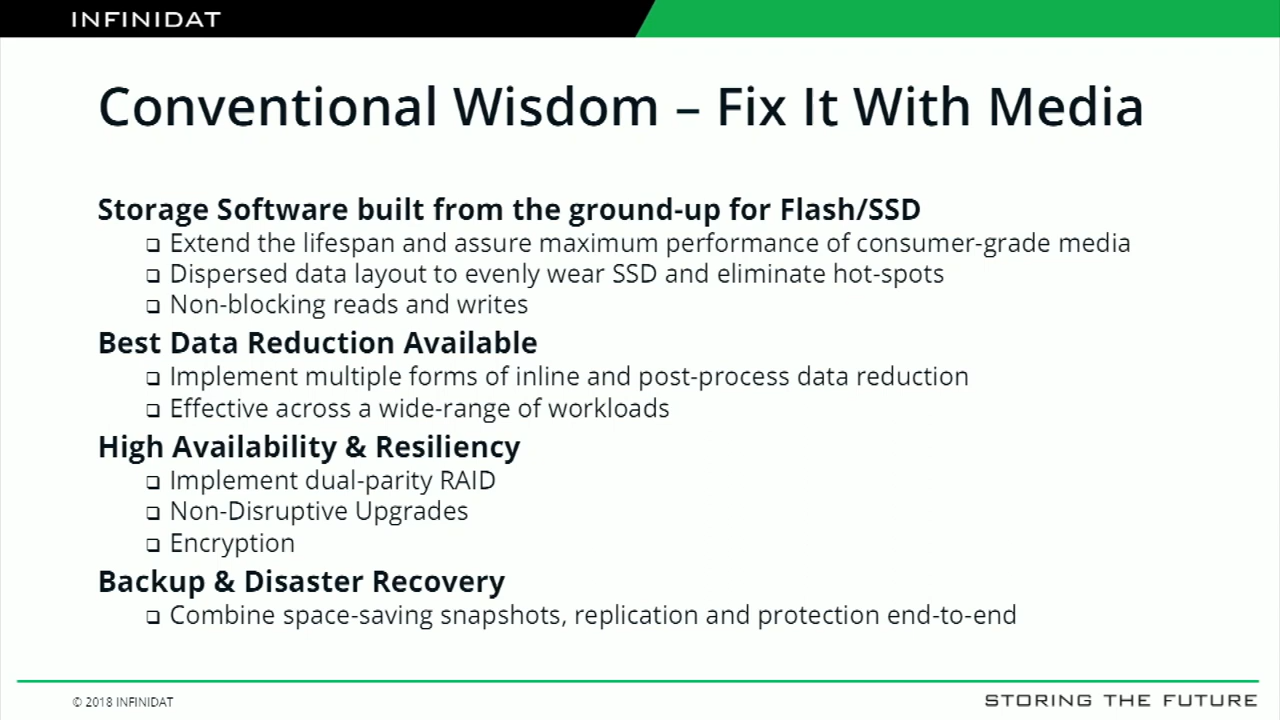 INFINIDAT
Conventional Wisdom – Fix It With Media
Storage Software built from the ground-up for Flash/SSD
❑ Extend the lifespan and assure maximum performance of consumer-grade media
❑ Dispersed data layout to evenly wear SSD and eliminate hot-spots
❑ Non-blocking reads and writes
Best Data Reduction Available
❑ Implement multiple forms of inline and post-process data reduction
❑ Effective across a wide-range of workloads
High Availability & Resiliency
❑ Implement dual-parity RAID
❑ Non-Disruptive Upgrades
❑ Encryption
Backup & Disaster Recovery
❑ Combine space-saving snapshots, replication and protection end-to-end
© 2018 INFINIDAT
STORING THE FUTURE